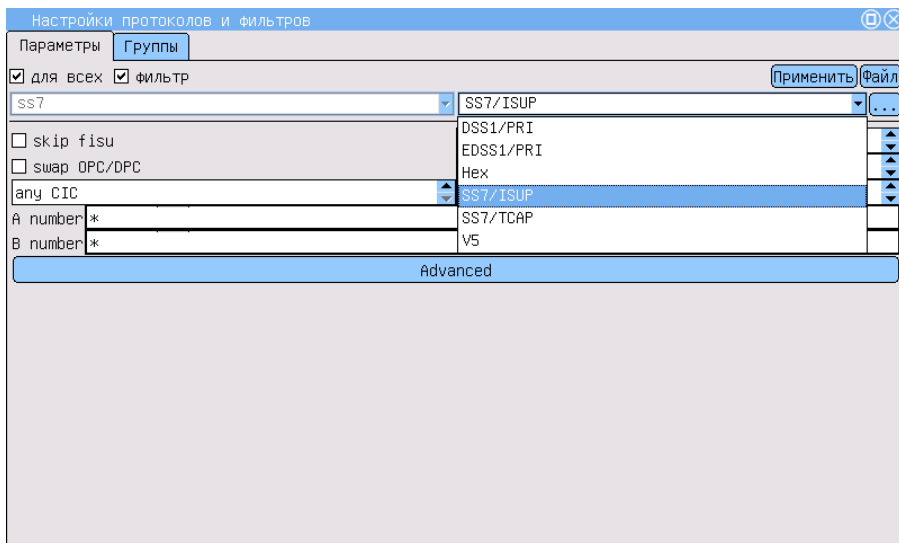 Настройки протоколов и фильтров
Параметры Группы
для всех фильтр Применить Файл
ss7 SS7/ISUP ...
DSS1/PRI
skip fisu
EDSS1/PRI
swap OPC/DPC
Hex
any CIC
SS7/ISUP
A number *
SS7/TCAP
B number *
V5
Advanced